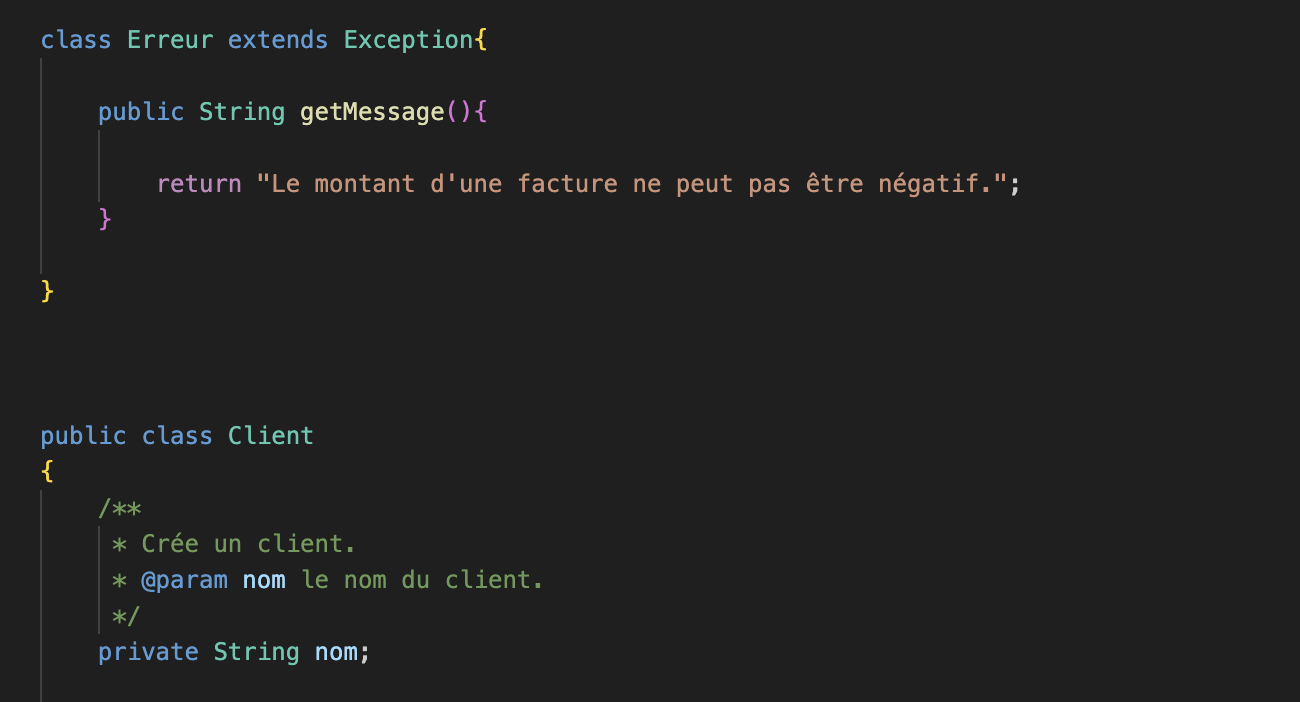 class Erreur extends Exception{
public String getMessage(){
return "Le montant d'une facture ne peut pas être négatif.";
}
}
public class Client
{
/**
* Crée un client.
* @param nom le nom du client.
*/
private String nom;